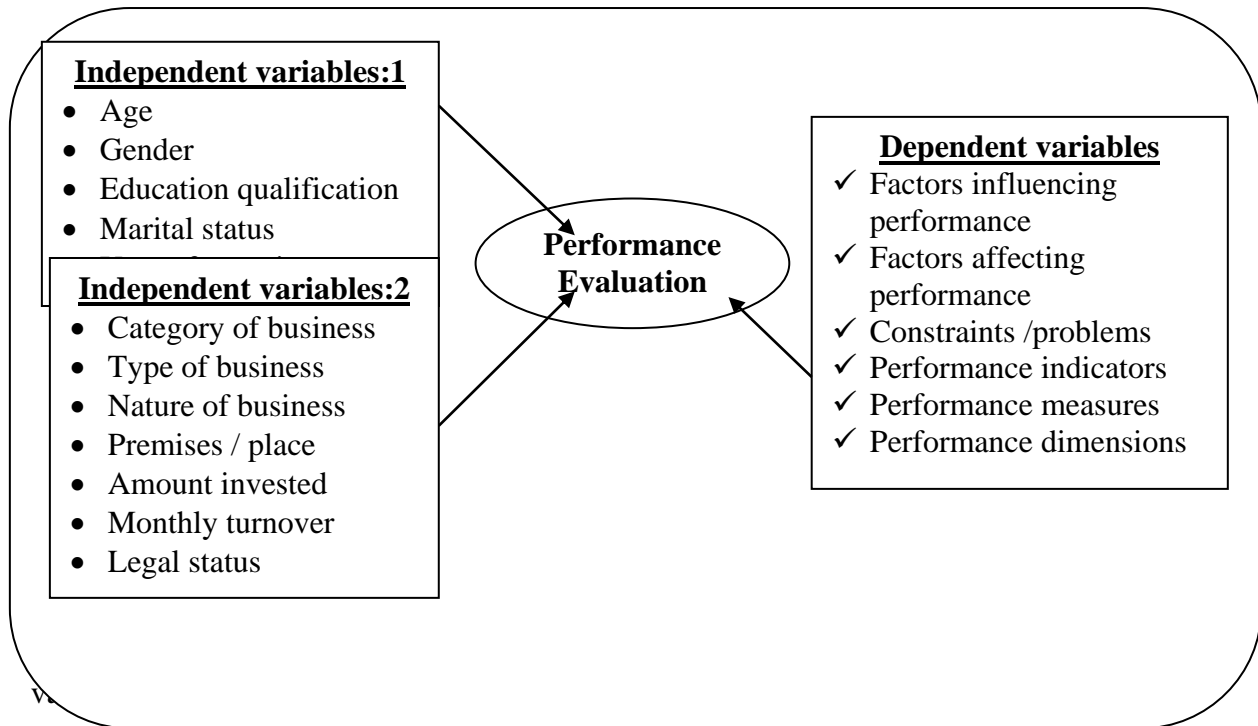 Independent variables:1
• Age
• Gender
• Education qualification
• Marital status
Independent variables:2
• Category of business
• Type of business
• Nature of business
• Premises / place
• Amount invested
• Monthly turnover
• Legal status
Performance
Evaluation
Dependent variables
✓ Factors influencing
performance
✓ Factors affecting
performance
✓ Constraints /problems
✓ Performance indicators
✓ Performance measures
✓ Performance dimensions